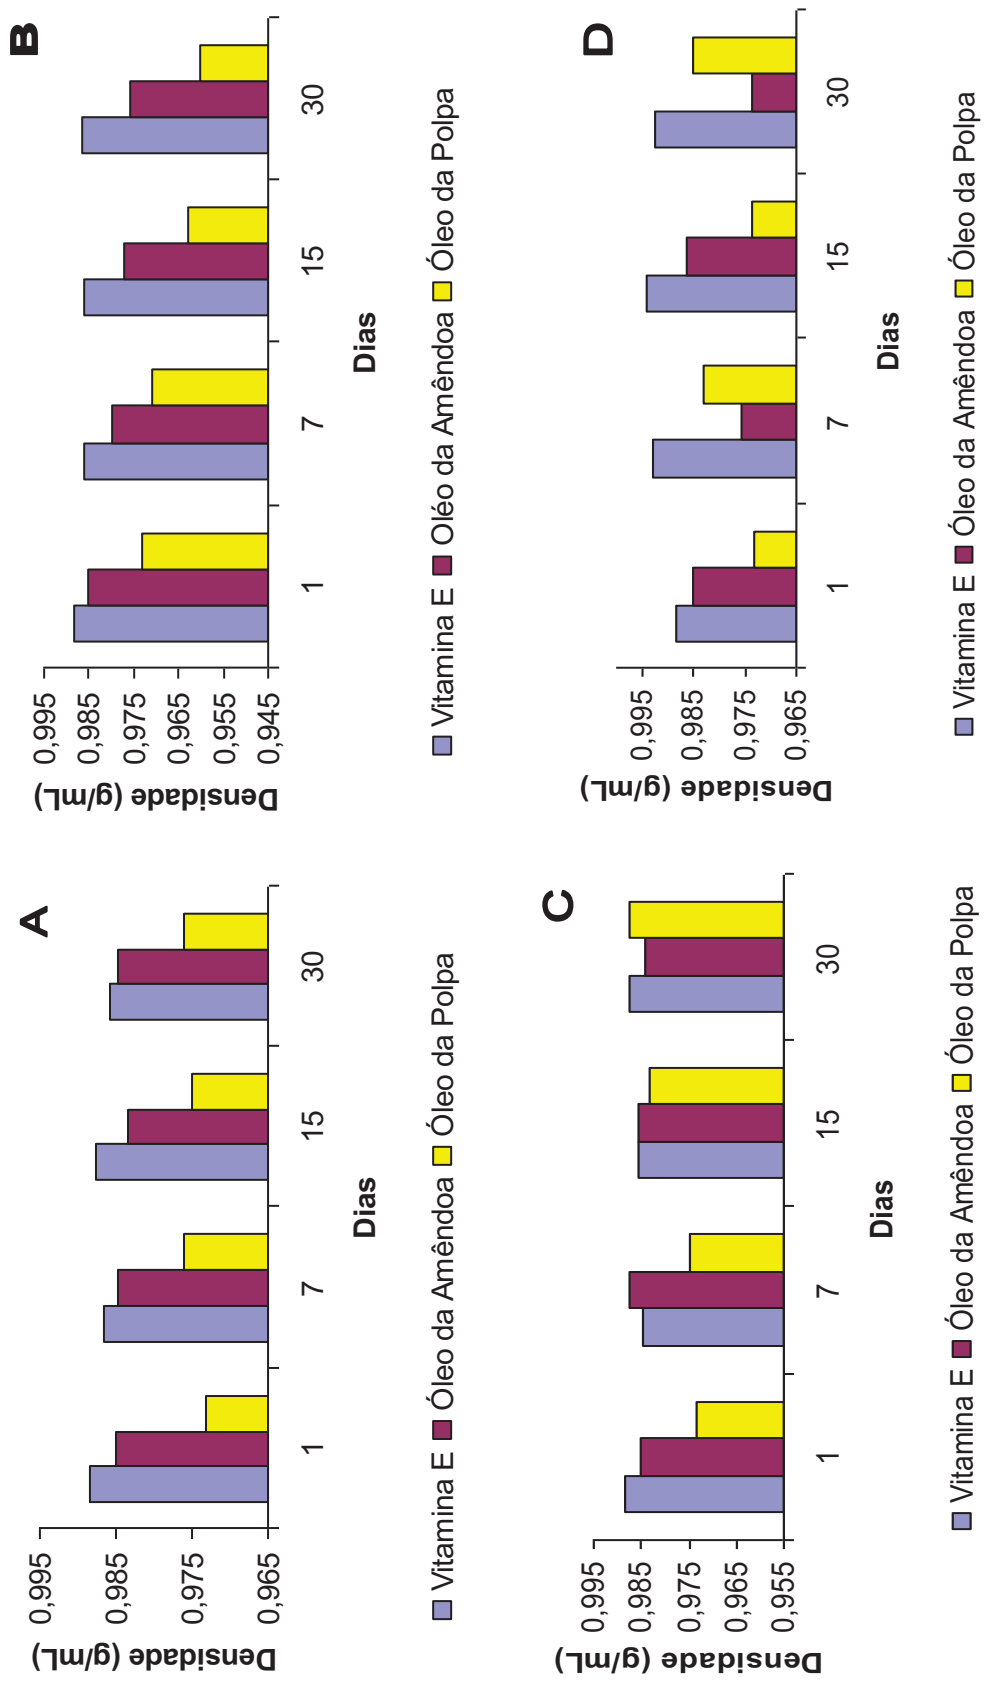 A
Densidade (g/mL)
0,995
0,985
0,975
0,965
1 7 15 30
Dias
Vitamina E Óleo da Amêndoa Óleo da Polpa
B
Densidade (g/mL)
0,995
0,985
0,975
0,965
0,955
0,945
1 7 15 30
Dias
Vitamina E Oléo da Amêndoa Óleo da Polpa
C
Densidade (g/mL)
0,995
0,985
0,975
0,965
0,955
1 7 15 30
Dias
Vitamina E Óleo da Amêndoa Óleo da Polpa
D
Densidade (g/mL)
0,995
0,985
0,975
0,965
1 7 15 30
Dias
Vitamina E Óleo da Amêndoa Óleo da Polpa